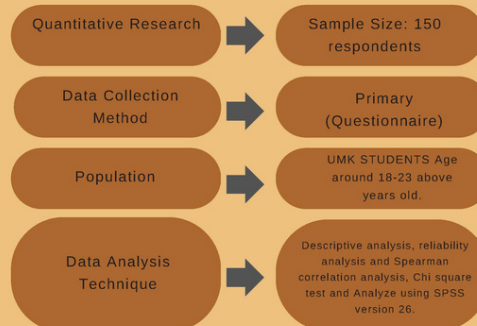 Quantitative Research
Sample Size: 150
respondents
Data Collection
Method
Primary
(Questionnaire)
Population
UMK STUDENTS Age
around 18-23 above
years old.
Data Analysis
Technique
Descriptive analysis, reliability
analysis and Spearman
correlation analysis, Chi square
test and Analyze using SPSS
version 26.